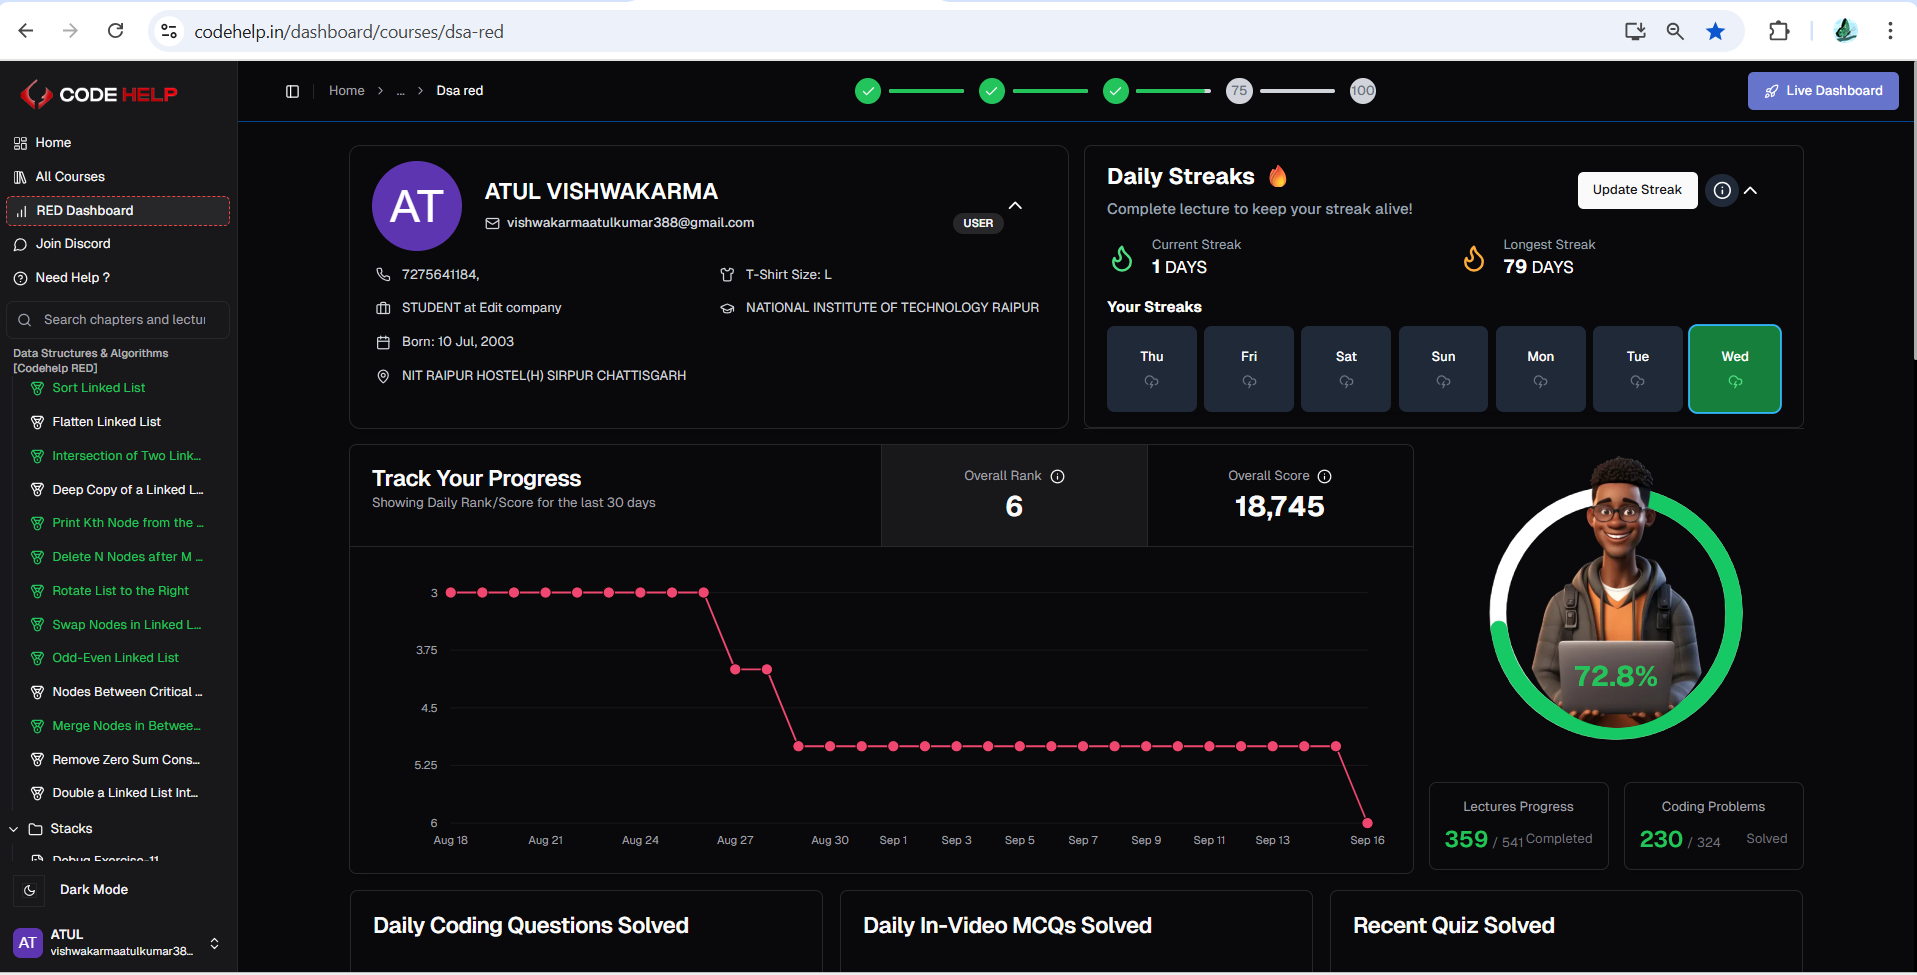 codehelp.in/dashboard/courses/dsa-red
CODE HELP
Home
All Courses
RED Dashboard
Join Discord
Need Help ?
Search chapters and lectur
Data Structures & Algorithms
[Codehelp RED]
Sort Linked List
Flatten Linked List
Intersection of Two Link...
Deep Copy of a Linked L...
Print Kth Node from the ...
Delete N Nodes after M ...
Rotate List to the Right
Swap Nodes in Linked L...
Odd-Even Linked List
Nodes Between Critical ...
Merge Nodes in Betwee...
Remove Zero Sum Cons...
Double a Linked List Int...
Stacks
Debug Exercise-11
Dark Mode
AT
ATUL
vishwakarmaatulkumar38...
Home > ... > Dsa red
75
100
Live Dashboard
AT
ATUL VISHWAKARMA
vishwakarmaatulkumar388@gmail.com
USER
7275641184,
T-Shirt Size: L
STUDENT at Edit company
NATIONAL INSTITUTE OF TECHNOLOGY RAIPUR
Born: 10 Jul, 2003
NIT RAIPUR HOSTEL(H) SIRPUR CHATTISGARH
Daily Streaks
Complete lecture to keep your streak alive!
Update Streak
Current Streak
1 DAYS
Longest Streak
79 DAYS
Your Streaks
Thu
Fri
Sat
Sun
Mon
Tue
Wed
Track Your Progress
Showing Daily Rank/Score for the last 30 days
Overall Rank
6
Overall Score
18,745
3
3.75
4.5
5.25
6
Aug 18
Aug 21
Aug 24
Aug 27
Aug 30
Sep 1
Sep 3
Sep 5
Sep 7
Sep 9
Sep 11
Sep 13
Sep 16
72.8%
Lectures Progress
359 / 541 Completed
Coding Problems
230 / 324 Solved
Daily Coding Questions Solved
Daily In-Video MCQs Solved
Recent Quiz Solved